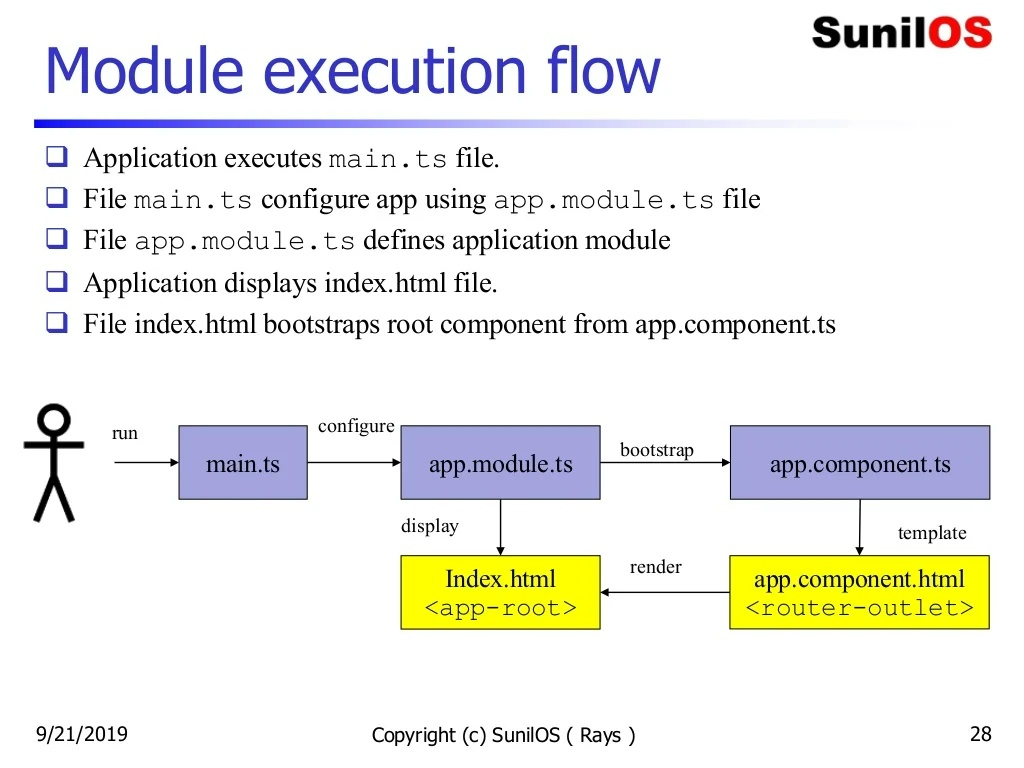 SunilOS
Module execution flow
Application executes main.ts file.
File main.ts configure app using app.module.ts file
File app.module.ts defines application module
Application displays index.html file.
File index.html bootstraps root component from app.component.ts
run
configure
bootstrap
main.ts
app.module.ts
app.component.ts
display
template
render
Index.html
<app-root>
app.component.html
<router-outlet>
9/21/2019
Copyright (c) SunilOS ( Rays )
28